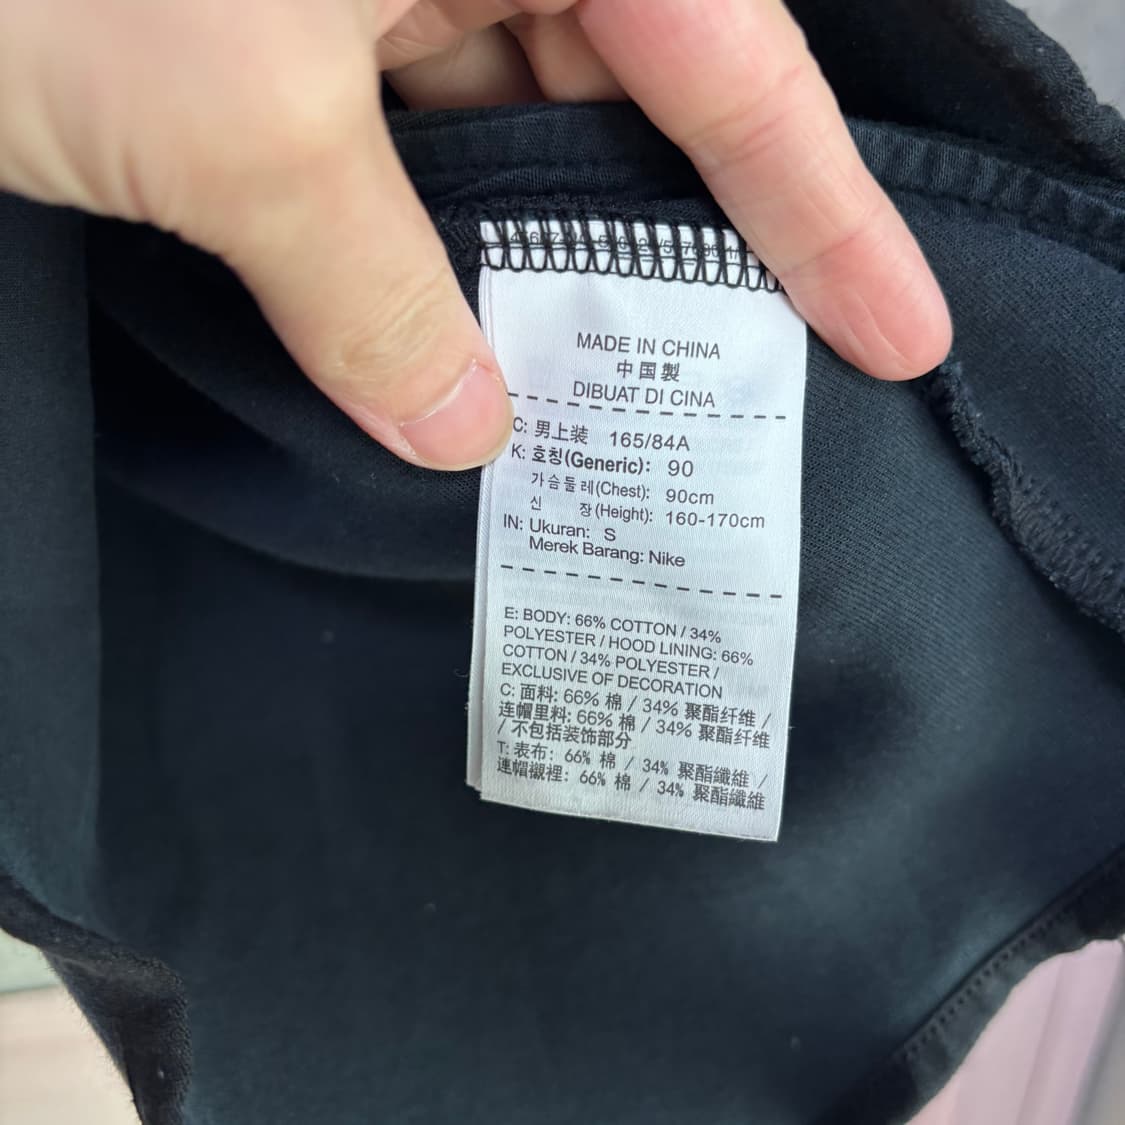 MADE IN CHINA
中国製
DIBUAT DI CINA
C: 男上装 165/84A
K: 호칭(Generic): 90
가슴둘레(Chest): 90cm
신 장(Height): 160-170cm
IN: Ukuran: S
Merek Barang: Nike
E: BODY: 66% COTTON / 34%
POLYESTER / HOOD LINING: 66%
COTTON / 34% POLYESTER /
EXCLUSIVE OF DECORATION
C: 面料: 66% 棉 / 34% 聚酯纤维 /
连帽里料: 66% 棉 / 34% 聚酯纤维
/ 不包括装饰部分
T: 表布: 66% 棉 / 34% 聚酯纖維 /
連帽襯裡: 66% 棉 / 34% 聚酯纖維